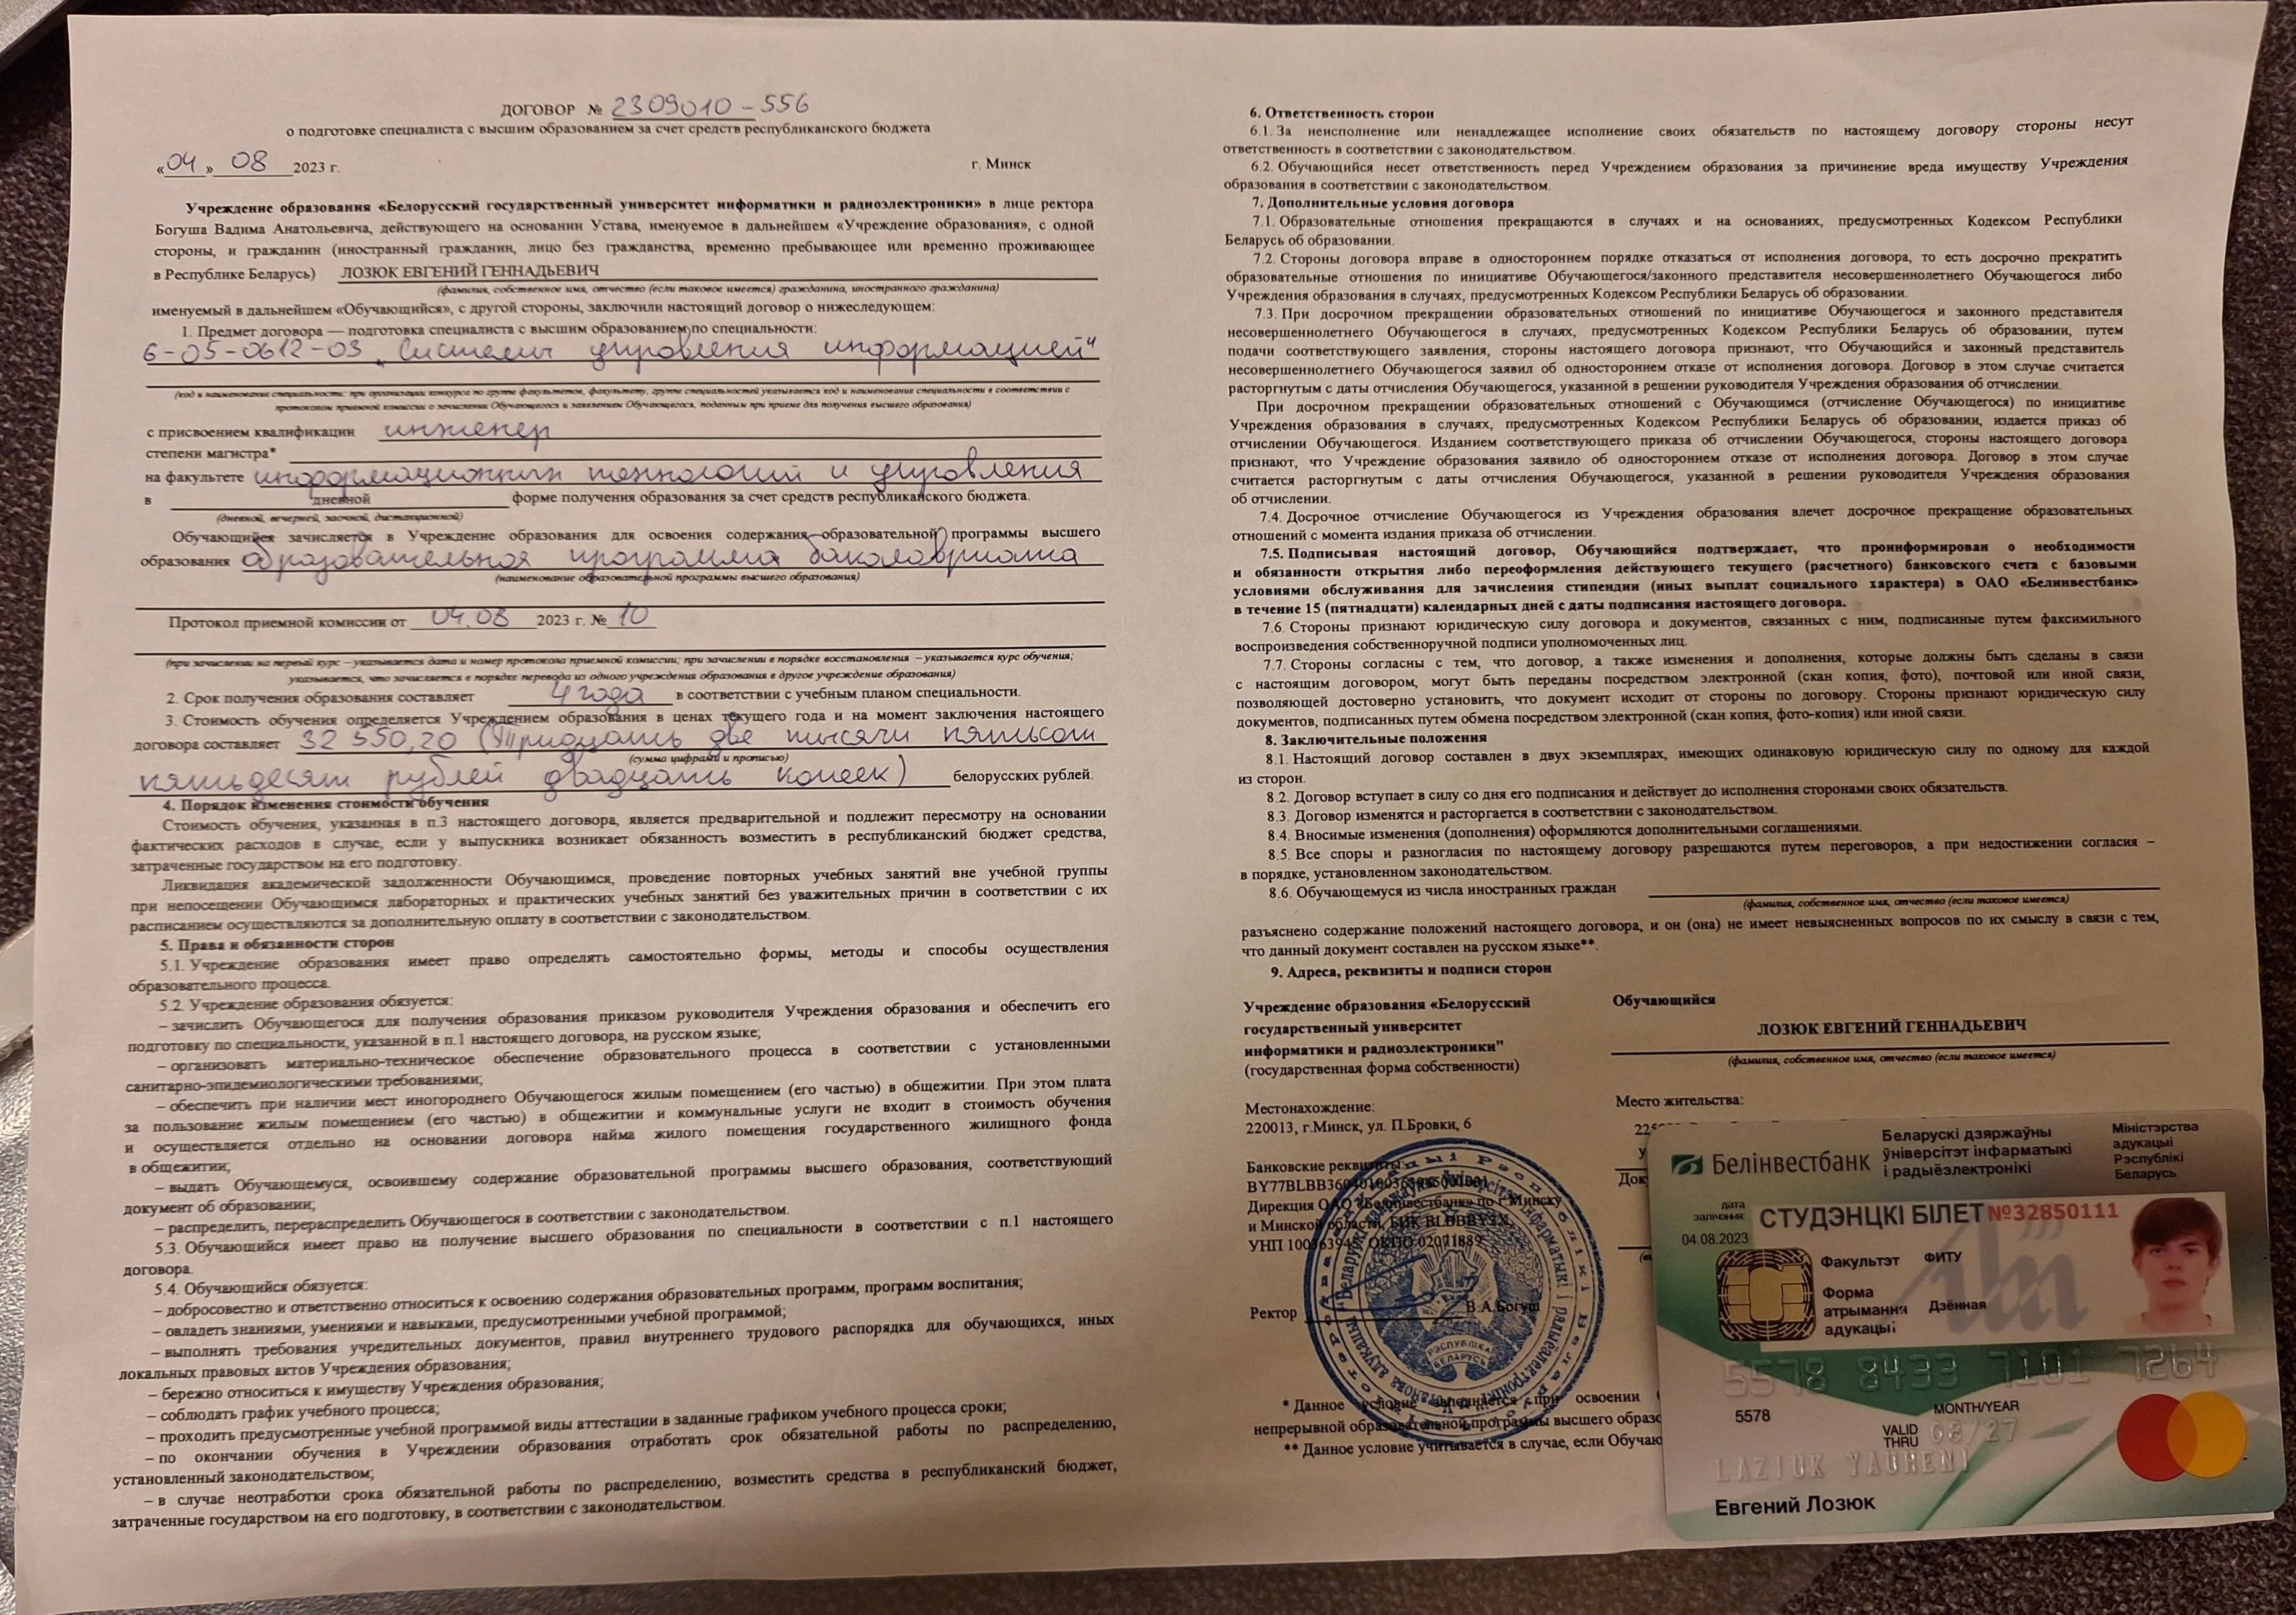 ДОГОВОР № 2309010-556
о подготовке специалиста с высшим образованием за счет средств республиканского бюджета
«04» 08 2023 г. г. Минск
Учреждение образования «Белорусский государственный университет информатики и радиоэлектроники» в лице ректора
Богуша Вадима Анатольевича, действующего на основании Устава, именуемое в дальнейшем «Учреждение образования», с одной
стороны, и гражданин (иностранный гражданин, лицо без гражданства, временно пребывающее или временно проживающее
в Республике Беларусь) ЛОЗЮК ЕВГЕНИЙ ГЕННАДЬЕВИЧ
(фамилия, собственное имя, отчество (если таковое имеется) гражданина, иностранного гражданина)
именуемый в дальнейшем «Обучающийся», с другой стороны, заключили настоящий договор о нижеследующем:
1. Предмет договора — подготовка специалиста с высшим образованием по специальности:
6-05-0612-03 „Системы управления информацией“
(код и наименование специальности; при организации конкурса по группе факультетов, факультету, группе специальностей указывается код и наименование специальности в соответствии с
протоколом приемной комиссии о зачислении Обучающегося и заявлением Обучающегося, поданным при приеме для получения высшего образования)
с присвоением квалификации инженер
степени магистра*
на факультете информационных технологий и управления
в дневной форме получения образования за счет средств республиканского бюджета.
(дневной, вечерней, заочной, дистанционной)
Обучающийся зачисляется в Учреждение образования для освоения содержания образовательной программы высшего
образования образовательная программа бакалавриата
(наименование образовательной программы высшего образования)
Протокол приемной комиссии от 04.08 2023 г. № 10
(при зачислении на первый курс – указывается дата и номер протокола приемной комиссии; при зачислении в порядке восстановления – указывается курс обучения;
указывается, что зачисляется в порядке перевода из одного учреждения образования в другое учреждение образования)
2. Срок получения образования составляет 4 года в соответствии с учебным планом специальности.
3. Стоимость обучения определяется Учреждением образования в ценах текущего года и на момент заключения настоящего
договора составляет 32 550,20 (Тридцать две тысячи пятьсот
(сумма цифрами и прописью)
пятьдесят рублей двадцать копеек) белорусских рублей.
4. Порядок изменения стоимости обучения
Стоимость обучения, указанная в п.3 настоящего договора, является предварительной и подлежит пересмотру на основании
фактических расходов в случае, если у выпускника возникает обязанность возместить в республиканский бюджет средства,
затраченные государством на его подготовку.
Ликвидация академической задолженности Обучающимся, проведение повторных учебных занятий вне учебной группы
при непосещении Обучающимся лабораторных и практических учебных занятий без уважительных причин в соответствии с их
расписанием осуществляются за дополнительную оплату в соответствии с законодательством.
5. Права и обязанности сторон
5.1. Учреждение образования имеет право определять самостоятельно формы, методы и способы осуществления
образовательного процесса.
5.2. Учреждение образования обязуется:
– зачислить Обучающегося для получения образования приказом руководителя Учреждения образования и обеспечить его
подготовку по специальности, указанной в п.1 настоящего договора, на русском языке;
– организовать материально-техническое обеспечение образовательного процесса в соответствии с установленными
санитарно-эпидемиологическими требованиями;
– обеспечить при наличии мест иногороднего Обучающегося жилым помещением (его частью) в общежитии. При этом плата
за пользование жилым помещением (его частью) в общежитии и коммунальные услуги не входит в стоимость обучения
и осуществляется отдельно на основании договора найма жилого помещения государственного жилищного фонда
в общежитии;
– выдать Обучающемуся, освоившему содержание образовательной программы высшего образования, соответствующий
документ об образовании;
– распределить, перераспределить Обучающегося в соответствии с законодательством.
5.3. Обучающийся имеет право на получение высшего образования по специальности в соответствии с п.1 настоящего
договора.
5.4. Обучающийся обязуется:
– добросовестно и ответственно относиться к освоению содержания образовательных программ, программ воспитания;
– овладеть знаниями, умениями и навыками, предусмотренными учебной программой;
– выполнять требования учредительных документов, правил внутреннего трудового распорядка для обучающихся, иных
локальных правовых актов Учреждения образования;
– бережно относиться к имуществу Учреждения образования;
– соблюдать график учебного процесса;
– проходить предусмотренные учебной программой виды аттестации в заданные графиком учебного процесса сроки;
– по окончании обучения в Учреждении образования отработать срок обязательной работы по распределению,
установленный законодательством;
– в случае неотработки срока обязательной работы по распределению, возместить средства в республиканский бюджет,
затраченные государством на его подготовку, в соответствии с законодательством.
6. Ответственность сторон
6.1. За неисполнение или ненадлежащее исполнение своих обязательств по настоящему договору стороны несут
ответственность в соответствии с законодательством.
6.2. Обучающийся несет ответственность перед Учреждением образования за причинение вреда имуществу Учреждения
образования в соответствии с законодательством.
7. Дополнительные условия договора
7.1. Образовательные отношения прекращаются в случаях и на основаниях, предусмотренных Кодексом Республики
Беларусь об образовании.
7.2. Стороны договора вправе в одностороннем порядке отказаться от исполнения договора, то есть досрочно прекратить
образовательные отношения по инициативе Обучающегося/законного представителя несовершеннолетнего Обучающегося либо
Учреждения образования в случаях, предусмотренных Кодексом Республики Беларусь об образовании.
7.3. При досрочном прекращении образовательных отношений по инициативе Обучающегося и законного представителя
несовершеннолетнего Обучающегося в случаях, предусмотренных Кодексом Республики Беларусь об образовании, путем
подачи соответствующего заявления, стороны настоящего договора признают, что Обучающийся и законный представитель
несовершеннолетнего Обучающегося заявил об одностороннем отказе от исполнения договора. Договор в этом случае считается
расторгнутым с даты отчисления Обучающегося, указанной в решении руководителя Учреждения образования об отчислении.
При досрочном прекращении образовательных отношений с Обучающимся (отчисление Обучающегося) по инициативе
Учреждения образования в случаях, предусмотренных Кодексом Республики Беларусь об образовании, издается приказ об
отчислении Обучающегося. Изданием соответствующего приказа об отчислении Обучающегося, стороны настоящего договора
признают, что Учреждение образования заявило об одностороннем отказе от исполнения договора. Договор в этом случае
считается расторгнутым с даты отчисления Обучающегося, указанной в решении руководителя Учреждения образования
об отчислении.
7.4. Досрочное отчисление Обучающегося из Учреждения образования влечет досрочное прекращение образовательных
отношений с момента издания приказа об отчислении.
7.5. Подписывая настоящий договор, Обучающийся подтверждает, что проинформирован о необходимости
и обязанности открытия либо переоформления действующего текущего (расчетного) банковского счета с базовыми
условиями обслуживания для зачисления стипендии (иных выплат социального характера) в ОАО «Белинвестбанк»
в течение 15 (пятнадцати) календарных дней с даты подписания настоящего договора.
7.6. Стороны признают юридическую силу договора и документов, связанных с ним, подписанные путем факсимильного
воспроизведения собственноручной подписи уполномоченных лиц.
7.7. Стороны согласны с тем, что договор, а также изменения и дополнения, которые должны быть сделаны в связи
с настоящим договором, могут быть переданы посредством электронной (скан копия, фото), почтовой или иной связи,
позволяющей достоверно установить, что документ исходит от стороны по договору. Стороны признают юридическую силу
документов, подписанных путем обмена посредством электронной (скан копия, фото-копия) или иной связи.
8. Заключительные положения
8.1. Настоящий договор составлен в двух экземплярах, имеющих одинаковую юридическую силу по одному для каждой
из сторон.
8.2. Договор вступает в силу со дня его подписания и действует до исполнения сторонами своих обязательств.
8.3. Договор изменятся и расторгается в соответствии с законодательством.
8.4. Вносимые изменения (дополнения) оформляются дополнительными соглашениями.
8.5. Все споры и разногласия по настоящему договору разрешаются путем переговоров, а при недостижении согласия –
в порядке, установленном законодательством.
8.6. Обучающемуся из числа иностранных граждан
(фамилия, собственное имя, отчество (если таковое имеется)
разъяснено содержание положений настоящего договора, и он (она) не имеет невыясненных вопросов по их смыслу в связи с тем,
что данный документ составлен на русском языке**.
9. Адреса, реквизиты и подписи сторон
Учреждение образования «Белорусский
государственный университет
информатики и радиоэлектроники"
(государственная форма собственности)
Местонахождение:
220013, г.Минск, ул. П.Бровки, 6
Банковские реквизиты:
Дирекция ОАО «Белинвестбанк» по г.Минску
и Минской области, БИК BLBBBY2X
УНП 100363945, ОКПО 02071889
Ректор В.А.Богуш
РЭСПУБЛІКА
БЕЛАРУСЬ
* Данное условие заполняется при освоении
непрерывной образовательной программы высшего образо
** Данное условие учитывается в случае, если Обучаю
Обучающийся
ЛОЗЮК ЕВГЕНИЙ ГЕННАДЬЕВИЧ
(фамилия, собственное имя, отчество (если таковое имеется)
Место жительства:
Белінвестбанк
Беларускі дзяржаўны
ўніверсітэт інфарматыкі
і радыёэлектронікі
Міністэрства
адукацыі
Рэспублікі
Беларусь
дата
залічэння:
04.08.2023
СТУДЭНЦКІ БІЛЕТ №32850111
Факультэт ФИТУ
Форма
атрымання
адукацыі Дзённая
5578 8433 7101 7264
5578
MONTH/YEAR
VALID
THRU 08/27
LAZIUK YAUHENI
Евгений Лозюк